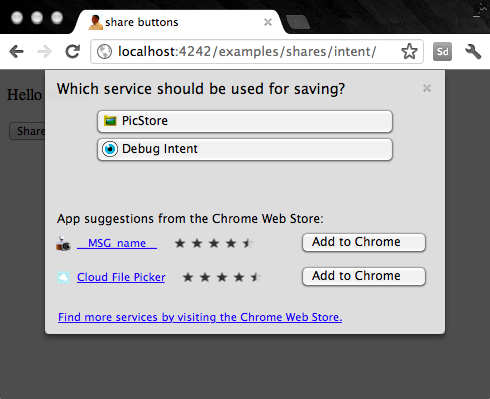 share buttons
localhost:4242/examples/shares/intent/
Sd
Which service should be used for saving?
Hello
PicStore
Share
Debug Intent
App suggestions from the Chrome Web Store:
__MSG_name__
Add to Chrome
Cloud File Picker
Add to Chrome
Find more services by visiting the Chrome Web Store.